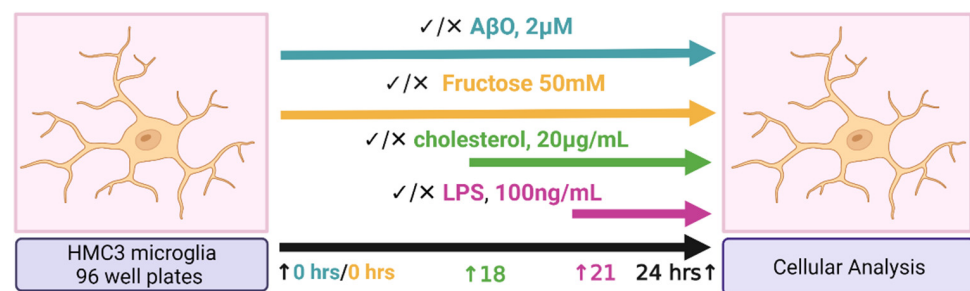 ✓/✕ AβO, 2μM
✓/✕ Fructose 50mM
✓/✕ cholesterol, 20μg/mL
✓/✕ LPS, 100ng/mL
HMC3 microglia
96 well plates
↑0 hrs/0 hrs
↑18
↑21
24 hrs↑
Cellular Analysis